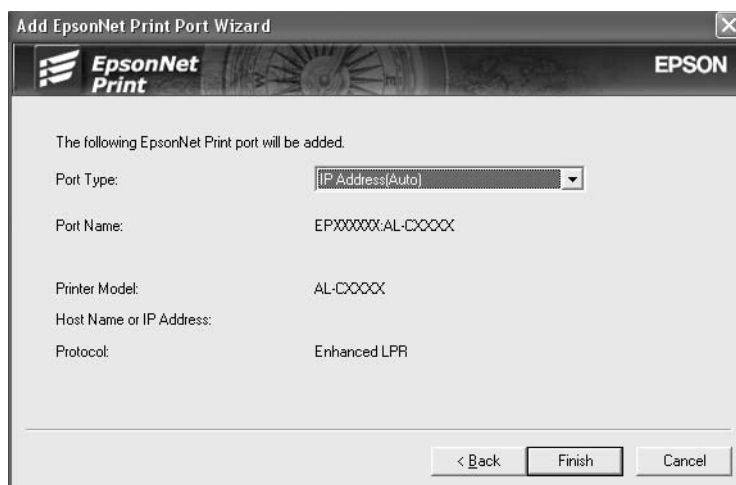 Add EpsonNet Print Port Wizard
EpsonNet
Print
EPSON
The following EpsonNet Print port will be added.
Port Type: IP Address(Auto)
Port Name: EPXXXXXX:AL-CXXXX
Printer Model: AL-CXXXX
Host Name or IP Address:
Protocol: Enhanced LPR
< Back Finish Cancel